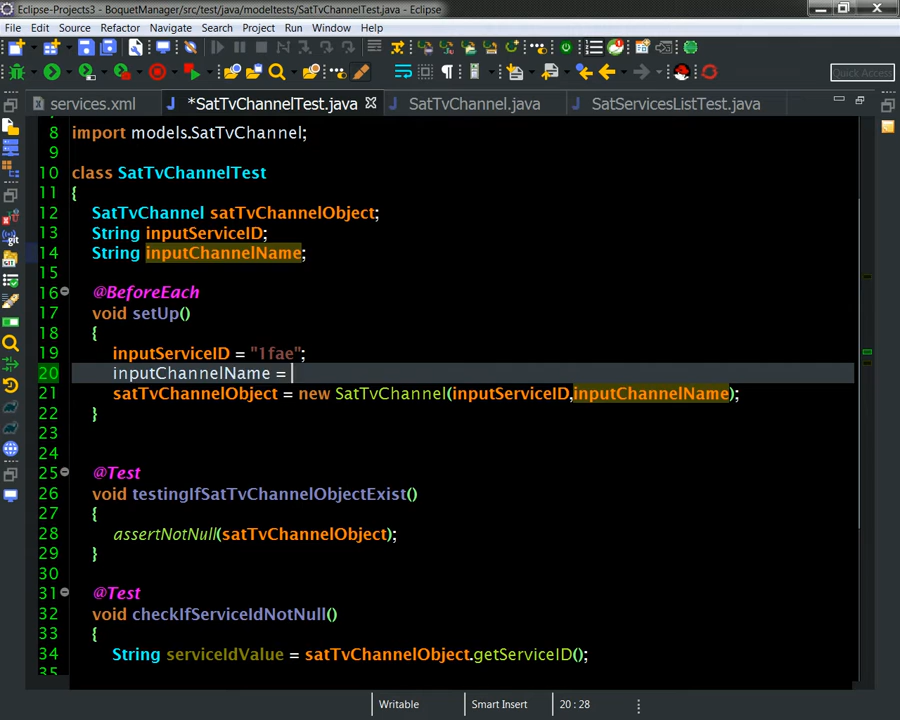 Eclipse-Projects3 - BoquetManager/src/test/java/modeltests/SatTvChannelTest.java - Eclipse
File Edit Source Refactor Navigate Search Project Run Window Help
Quick Access
services.xml *SatTvChannelTest.java SatTvChannel.java SatServicesListTest.java
8 import models.SatTvChannel;
9
10 class SatTvChannelTest
11 {
12 SatTvChannel satTvChannelObject;
13 String inputServiceID;
14 String inputChannelName;
15
16 @BeforeEach
17 void setUp()
18 {
19 inputServiceID = "1fae";
20 inputChannelName =
21 satTvChannelObject = new SatTvChannel(inputServiceID,inputChannelName);
22 }
23
24
25 @Test
26 void testingIfSatTvChannelObjectExist()
27 {
28 assertNotNull(satTvChannelObject);
29 }
30
31 @Test
32 void checkIfServiceIdNotNull()
33 {
34 String serviceIdValue = satTvChannelObject.getServiceID();
35
Writable Smart Insert 20 : 28